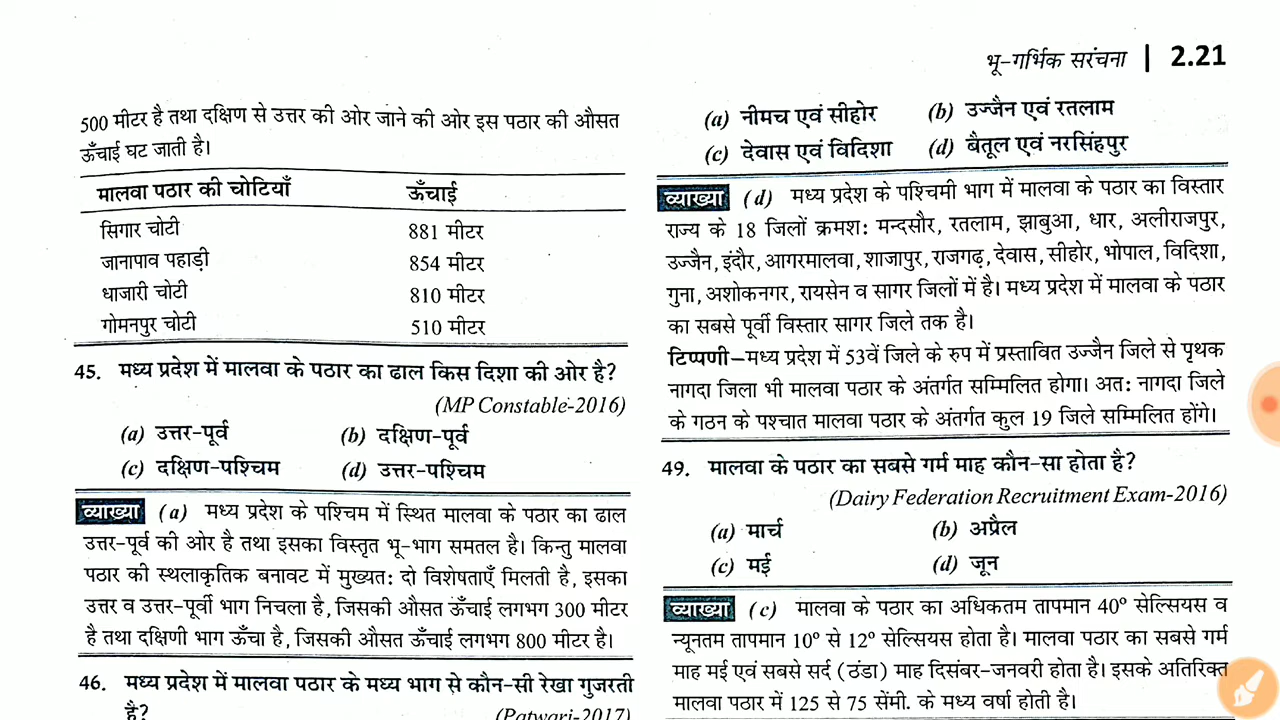 भू-गर्भिक सरंचना | 2.21
500 मीटर है तथा दक्षिण से उत्तर की ओर जाने की ओर इस पठार की औसत
ऊँचाई घट जाती है।
मालवा पठार की चोटियाँ ऊँचाई
सिगार चोटी 881 मीटर
जानापाव पहाड़ी 854 मीटर
धाजारी चोटी 810 मीटर
गोमनपुर चोटी 510 मीटर
45. मध्य प्रदेश में मालवा के पठार का ढाल किस दिशा की ओर है?
(MP Constable-2016)
(a) उत्तर-पूर्व (b) दक्षिण-पूर्व
(c) दक्षिण-पश्चिम (d) उत्तर-पश्चिम
व्याख्या (a) मध्य प्रदेश के पश्चिम में स्थित मालवा के पठार का ढाल
उत्तर-पूर्व की ओर है तथा इसका विस्तृत भू-भाग समतल है। किन्तु मालवा
पठार की स्थलाकृतिक बनावट में मुख्यत: दो विशेषताएँ मिलती है, इसका
उत्तर व उत्तर-पूर्वी भाग निचला है, जिसकी औसत ऊँचाई लगभग 300 मीटर
है तथा दक्षिणी भाग ऊँचा है, जिसकी औसत ऊँचाई लगभग 800 मीटर है।
46. मध्य प्रदेश में मालवा पठार के मध्य भाग से कौन-सी रेखा गुजरती
है? (Patwari-2017)
(a) नीमच एवं सीहोर (b) उज्जैन एवं रतलाम
(c) देवास एवं विदिशा (d) बैतूल एवं नरसिंहपुर
व्याख्या (d) मध्य प्रदेश के पश्चिमी भाग में मालवा के पठार का विस्तार
राज्य के 18 जिलों क्रमश: मन्दसौर, रतलाम, झाबुआ, धार, अलीराजपुर,
उज्जैन, इंदौर, आगरमालवा, शाजापुर, राजगढ़, देवास, सीहोर, भोपाल, विदिशा,
गुना, अशोकनगर, रायसेन व सागर जिलों में है। मध्य प्रदेश में मालवा के पठार
का सबसे पूर्वी विस्तार सागर जिले तक है।
टिप्पणी–मध्य प्रदेश में 53वें जिले के रुप में प्रस्तावित उज्जैन जिले से पृथक
नागदा जिला भी मालवा पठार के अंतर्गत सम्मिलित होगा। अत: नागदा जिले
के गठन के पश्चात मालवा पठार के अंतर्गत कुल 19 जिले सम्मिलित होंगे।
49. मालवा के पठार का सबसे गर्म माह कौन-सा होता है?
(Dairy Federation Recruitment Exam-2016)
(a) मार्च (b) अप्रैल
(c) मई (d) जून
व्याख्या (c) मालवा के पठार का अधिकतम तापमान 40° सेल्सियस व
न्यूनतम तापमान 10° से 12° सेल्सियस होता है। मालवा पठार का सबसे गर्म
माह मई एवं सबसे सर्द (ठंडा) माह दिसंबर-जनवरी होता है। इसके अतिरिक्त
मालवा पठार में 125 से 75 सेंमी. के मध्य वर्षा होती है।